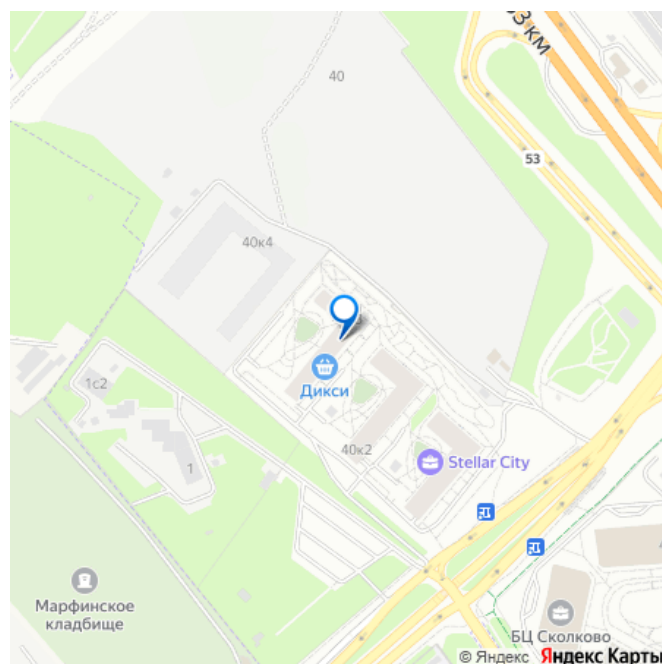 53 км
40
53
40к4
Дикси
1с2
40к2
Stellar City
1
Марфинское
кладбище
БЦ Сколково
© Яндекс Яндекс Карты